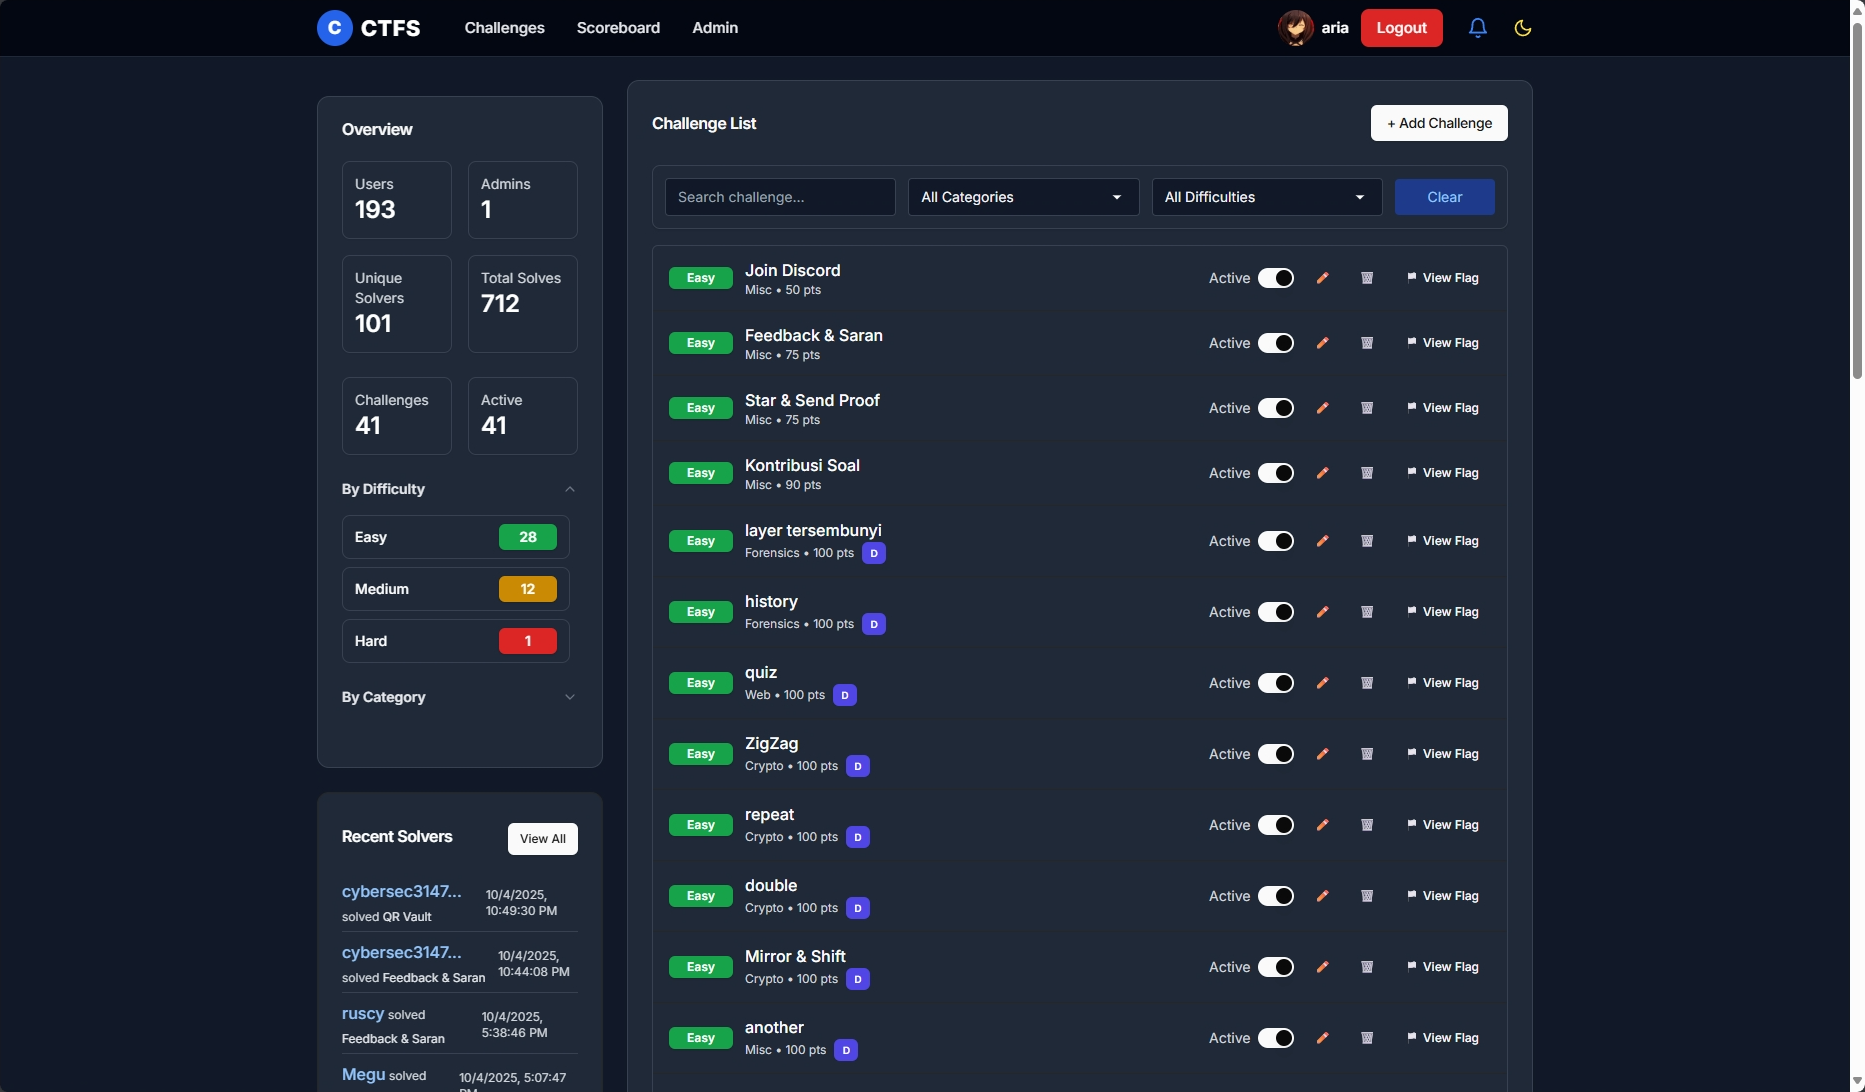 C CTFS
Challenges
Scoreboard
Admin
aria
Logout
Overview
Users
193
Admins
1
Unique
Solvers
101
Total Solves
712
Challenges
41
Active
41
By Difficulty
Easy 28
Medium 12
Hard 1
By Category
Recent Solvers
View All
cybersec3147...
solved QR Vault
10/4/2025,
10:49:30 PM
cybersec3147...
solved Feedback & Saran
10/4/2025,
10:44:08 PM
ruscy solved
Feedback & Saran
10/4/2025,
5:38:46 PM
Megu solved
10/4/2025, 5:07:47
PM
Challenge List
+ Add Challenge
Search challenge...
All Categories
All Difficulties
Clear
Easy
Join Discord
Misc • 50 pts
Active
View Flag
Easy
Feedback & Saran
Misc • 75 pts
Active
View Flag
Easy
Star & Send Proof
Misc • 75 pts
Active
View Flag
Easy
Kontribusi Soal
Misc • 90 pts
Active
View Flag
Easy
layer tersembunyi
Forensics • 100 pts D
Active
View Flag
Easy
history
Forensics • 100 pts D
Active
View Flag
Easy
quiz
Web • 100 pts D
Active
View Flag
Easy
ZigZag
Crypto • 100 pts D
Active
View Flag
Easy
repeat
Crypto • 100 pts D
Active
View Flag
Easy
double
Crypto • 100 pts D
Active
View Flag
Easy
Mirror & Shift
Crypto • 100 pts D
Active
View Flag
Easy
another
Misc • 100 pts D
Active
View Flag